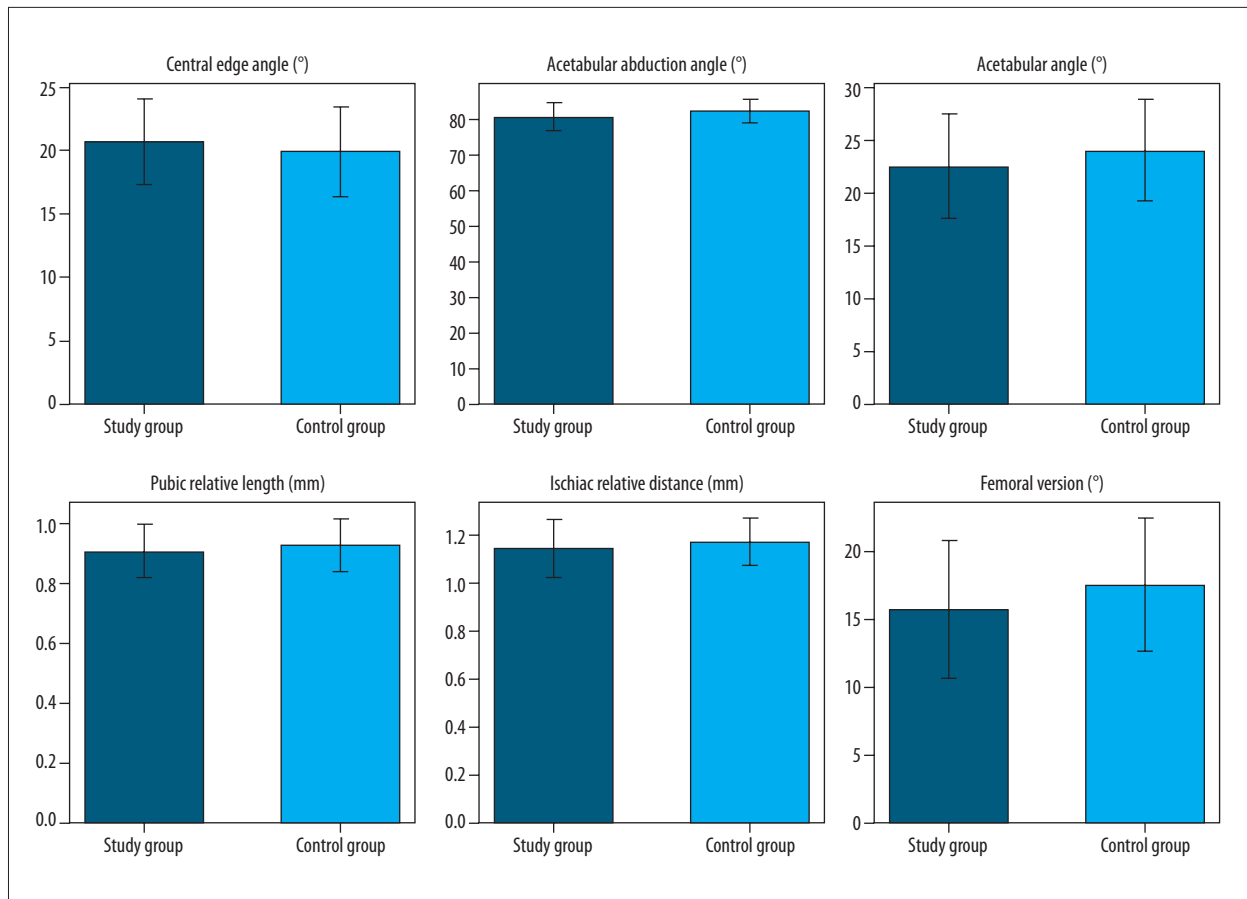 Central edge angle (°)
25
20
15
10
5
0
Study group
Control group
Acetabular abduction angle (°)
80
70
60
50
40
30
20
10
0
Study group
Control group
Acetabular angle (°)
30
25
20
15
10
5
0
Study group
Control group
Pubic relative length (mm)
1.0
0.8
0.6
0.4
0.2
0.0
Study group
Control group
Ischiac relative distance (mm)
1.2
1.0
0.8
0.6
0.4
0.2
0.0
Study group
Control group
Femoral version (°)
20
15
10
5
0
Study group
Control group